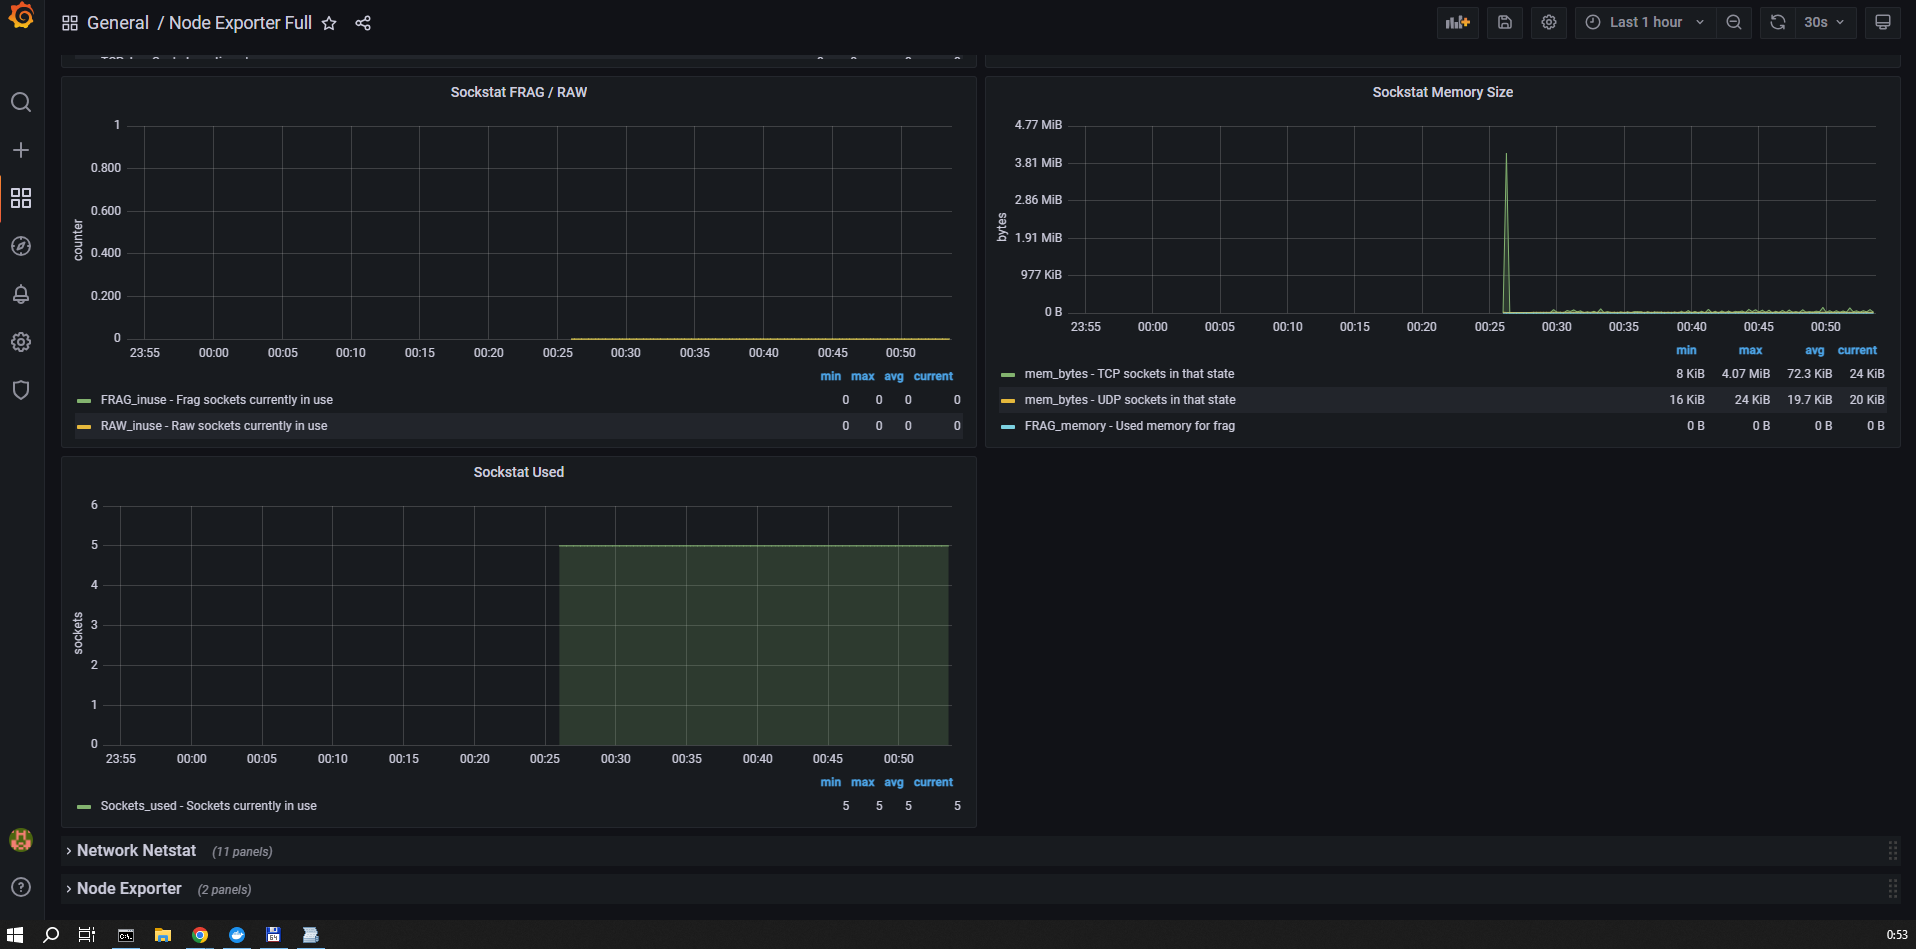 General / Node Exporter Full
Last 1 hour
30s
Sockstat FRAG / RAW
counter
1
0.800
0.600
0.400
0.200
0
23:55 00:00 00:05 00:10 00:15 00:20 00:25 00:30 00:35 00:40 00:45 00:50
min max avg current
FRAG_inuse - Frag sockets currently in use 0 0 0 0
RAW_inuse - Raw sockets currently in use 0 0 0 0
Sockstat Memory Size
bytes
4.77 MiB
3.81 MiB
2.86 MiB
1.91 MiB
977 KiB
0 B
23:55 00:00 00:05 00:10 00:15 00:20 00:25 00:30 00:35 00:40 00:45 00:50
min max avg current
mem_bytes - TCP sockets in that state 8 KiB 4.07 MiB 72.3 KiB 24 KiB
mem_bytes - UDP sockets in that state 16 KiB 24 KiB 19.7 KiB 20 KiB
FRAG_memory - Used memory for frag 0 B 0 B 0 B 0 B
Sockstat Used
sockets
6
5
4
3
2
1
0
23:55 00:00 00:05 00:10 00:15 00:20 00:25 00:30 00:35 00:40 00:45 00:50
min max avg current
Sockets_used - Sockets currently in use 5 5 5 5
Network Netstat (11 panels)
Node Exporter (2 panels)
0:53